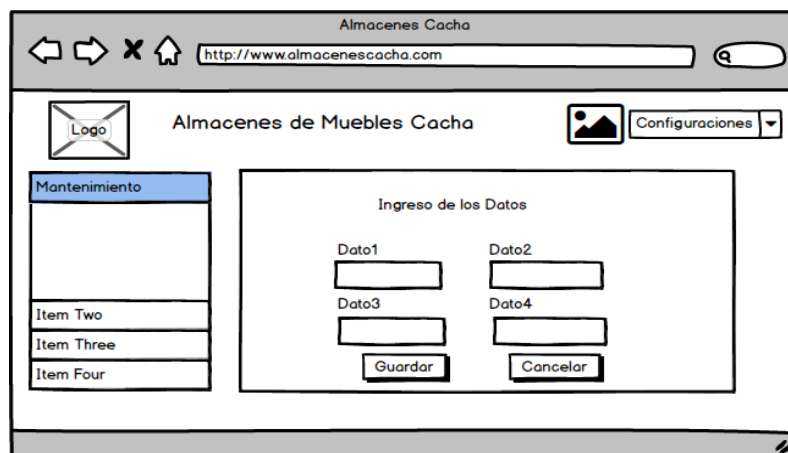 Almacenes Cacha
http://www.almacenescacha.com
Logo
Almacenes de Muebles Cacha
Configuraciones
Mantenimiento
Item Two
Item Three
Item Four
Ingreso de los Datos
Dato1 Dato2
Dato3 Dato4
Guardar Cancelar